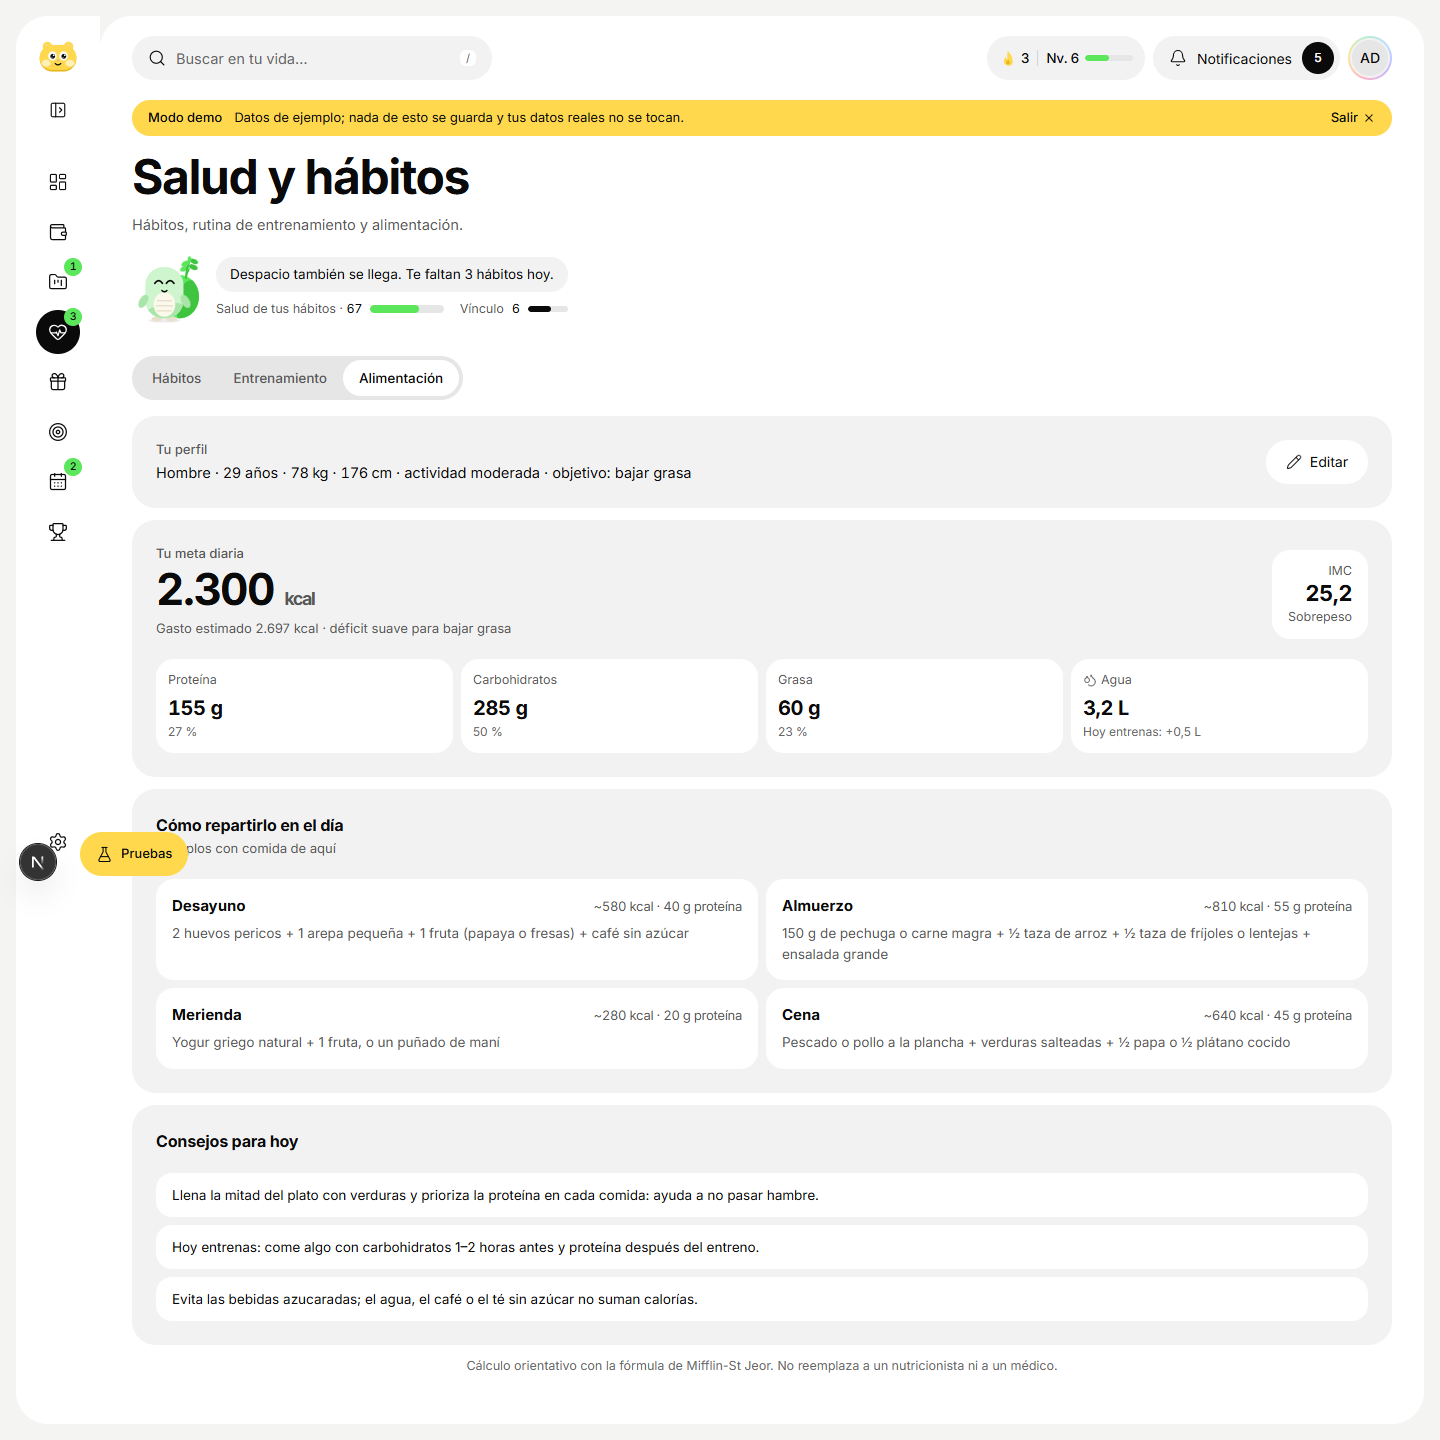 Buscar en tu vida...
/
3
Nv. 6
Notificaciones
5
AD
Modo demo Datos de ejemplo; nada de esto se guarda y tus datos reales no se tocan.
Salir
Salud y hábitos
Hábitos, rutina de entrenamiento y alimentación.
1
3
2
Despacio también se llega. Te faltan 3 hábitos hoy.
Salud de tus hábitos · 67
Vínculo 6
Hábitos
Entrenamiento
Alimentación
Tu perfil
Hombre · 29 años · 78 kg · 176 cm · actividad moderada · objetivo: bajar grasa
Editar
Tu meta diaria
2.300 kcal
Gasto estimado 2.697 kcal · déficit suave para bajar grasa
IMC
25,2
Sobrepeso
Proteína
155 g
27 %
Carbohidratos
285 g
50 %
Grasa
60 g
23 %
Agua
3,2 L
Hoy entrenas: +0,5 L
Cómo repartirlo en el día
con comida de aquí
N
Pruebas
Desayuno
~580 kcal · 40 g proteína
2 huevos pericos + 1 arepa pequeña + 1 fruta (papaya o fresas) + café sin azúcar
Almuerzo
~810 kcal · 55 g proteína
150 g de pechuga o carne magra + ½ taza de arroz + ½ taza de fríjoles o lentejas +
ensalada grande
Merienda
~280 kcal · 20 g proteína
Yogur griego natural + 1 fruta, o un puñado de maní
Cena
~640 kcal · 45 g proteína
Pescado o pollo a la plancha + verduras salteadas + ½ papa o ½ plátano cocido
Consejos para hoy
Llena la mitad del plato con verduras y prioriza la proteína en cada comida: ayuda a no pasar hambre.
Hoy entrenas: come algo con carbohidratos 1–2 horas antes y proteína después del entreno.
Evita las bebidas azucaradas; el agua, el café o el té sin azúcar no suman calorías.
Cálculo orientativo con la fórmula de Mifflin-St Jeor. No reemplaza a un nutricionista ni a un médico.